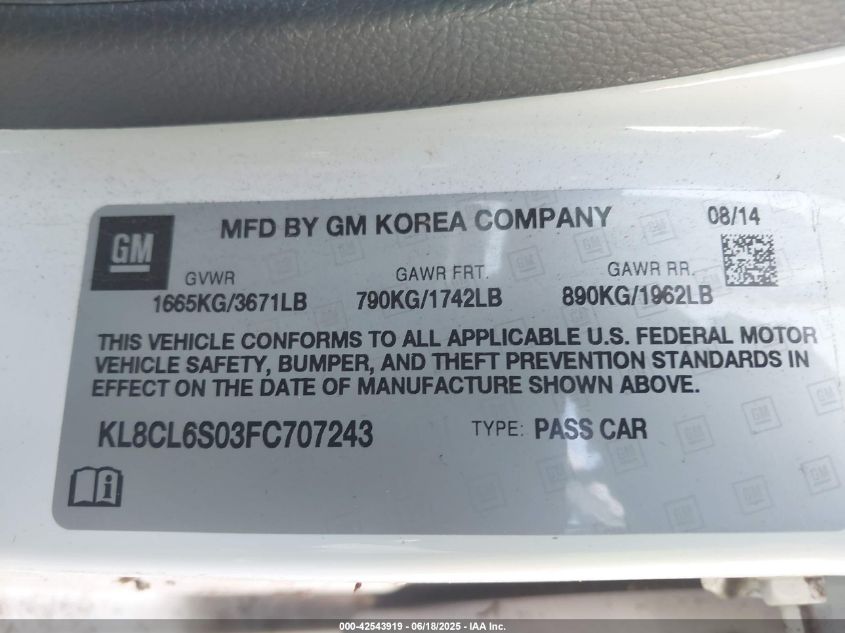 GM
MFD BY GM KOREA COMPANY
08/14
GVWR
GAWR FRT.
GAWR RR.
1665KG/3671LB
790KG/1742LB
890KG/1962LB
THIS VEHICLE CONFORMS TO ALL APPLICABLE U.S. FEDERAL MOTOR
VEHICLE SAFETY, BUMPER, AND THEFT PREVENTION STANDARDS IN
EFFECT ON THE DATE OF MANUFACTURE SHOWN ABOVE.
KL8CL6S03FC707243
TYPE: PASS CAR
000-42543919 - 06/18/2025 - IAA Inc.